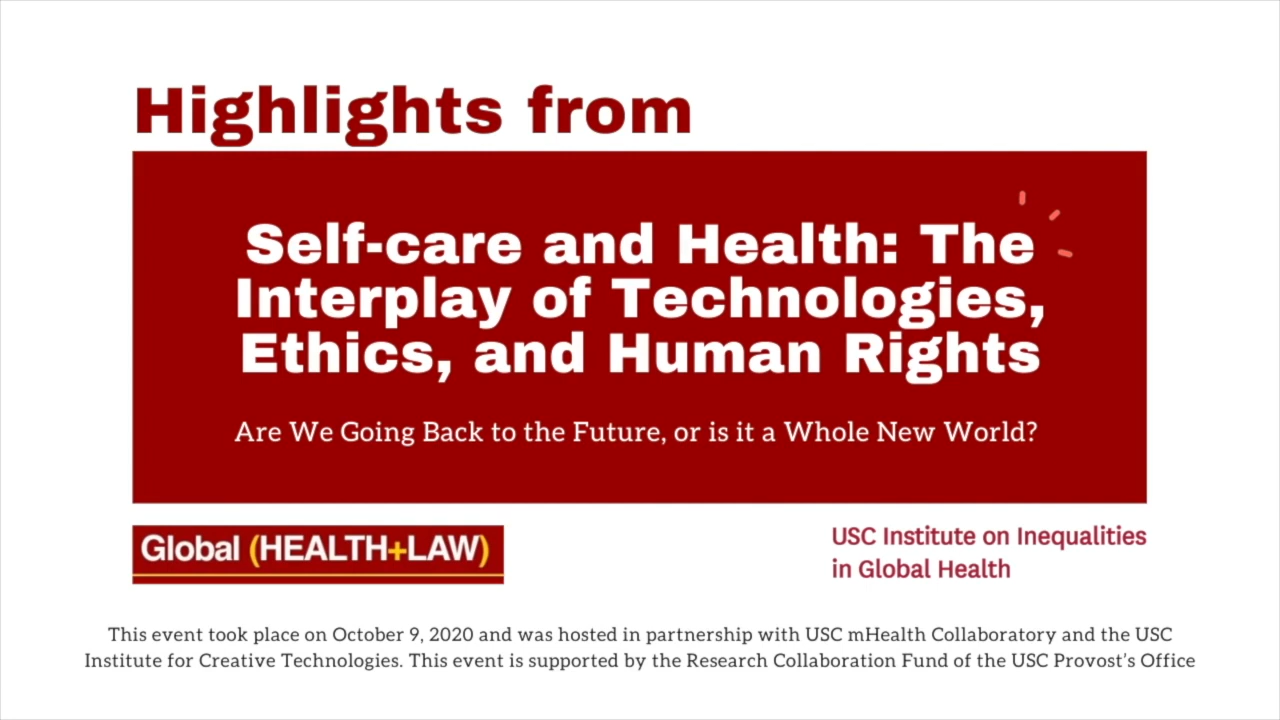 Highlights from
Self-care and Health: The
Interplay of Technologies,
Ethics, and Human Rights
Are We Going Back to the Future, or is it a Whole New World?
Global (HEALTH+LAW)
USC Institute on Inequalities
in Global Health
This event took place on October 9, 2020 and was hosted in partnership with USC mHealth Collaboratory and the USC
Institute for Creative Technologies. This event is supported by the Research Collaboration Fund of the USC Provost’s Office